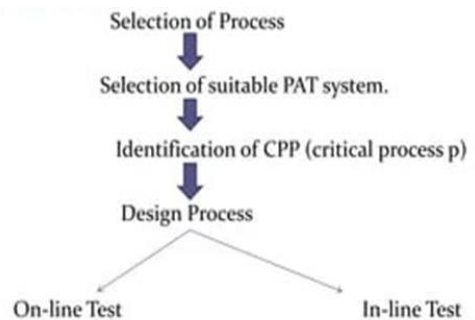 Selection of Process
Selection of suitable PAT system.
Identification of CPP (critical process p)
Design Process
On-line Test
In-line Test